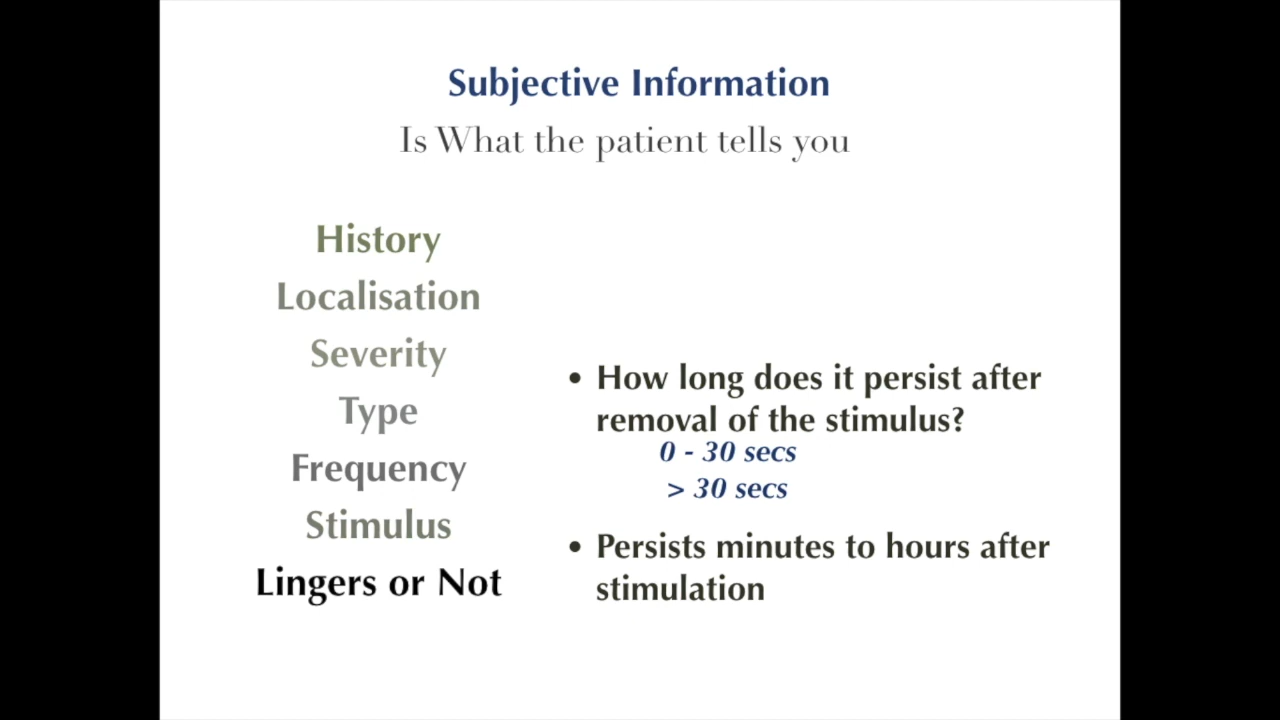 Subjective Information
Is What the patient tells you
History
Localisation
Severity
Type
Frequency
Stimulus
Lingers or Not
• How long does it persist after
removal of the stimulus?
0 - 30 secs
> 30 secs
• Persists minutes to hours after
stimulation